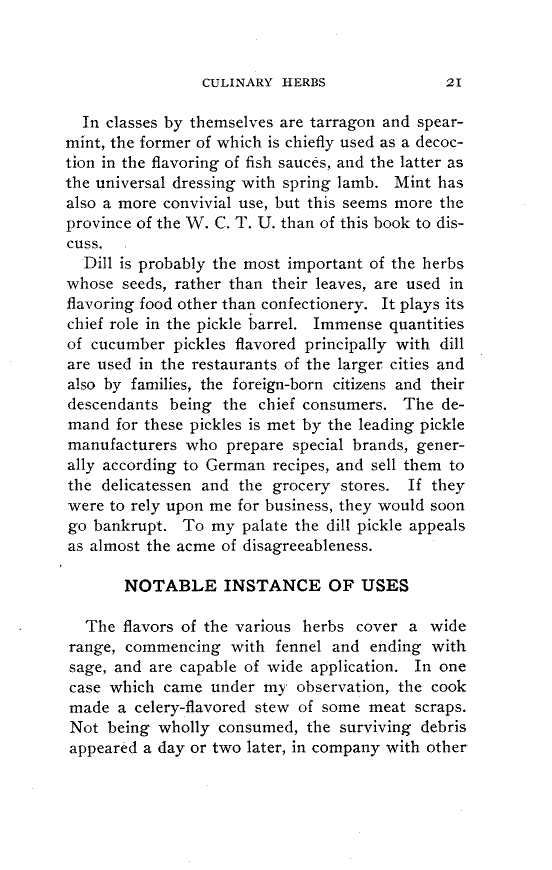 CULINARY HERBS 21
In classes by themselves are tarragon and spear-
mint, the former of which is chiefly used as a decoc-
tion in the flavoring of fish sauces, and the latter as
the universal dressing with spring lamb. Mint has
also a more convivial use, but this seems more the
province of the W. C. T. U. than of this book to dis-
cuss.
Dill is probably the most important of the herbs
whose seeds, rather than their leaves, are used in
flavoring food other than confectionery. It plays its
chief role in the pickle barrel. Immense quantities
of cucumber pickles flavored principally with dill
are used in the restaurants of the larger cities and
also by families, the foreign-born citizens and their
descendants being the chief consumers. The de-
mand for these pickles is met by the leading pickle
manufacturers who prepare special brands, gener-
ally according to German recipes, and sell them to
the delicatessen and the grocery stores. If they
were to rely upon me for business, they would soon
go bankrupt. To my palate the dill pickle appeals
as almost the acme of disagreeableness.
NOTABLE INSTANCE OF USES
The flavors of the various herbs cover a wide
range, commencing with fennel and ending with
sage, and are capable of wide application. In one
case which came under my observation, the cook
made a celery-flavored stew of some meat scraps.
Not being wholly consumed, the surviving debris
appeared a day or two later, in company with other